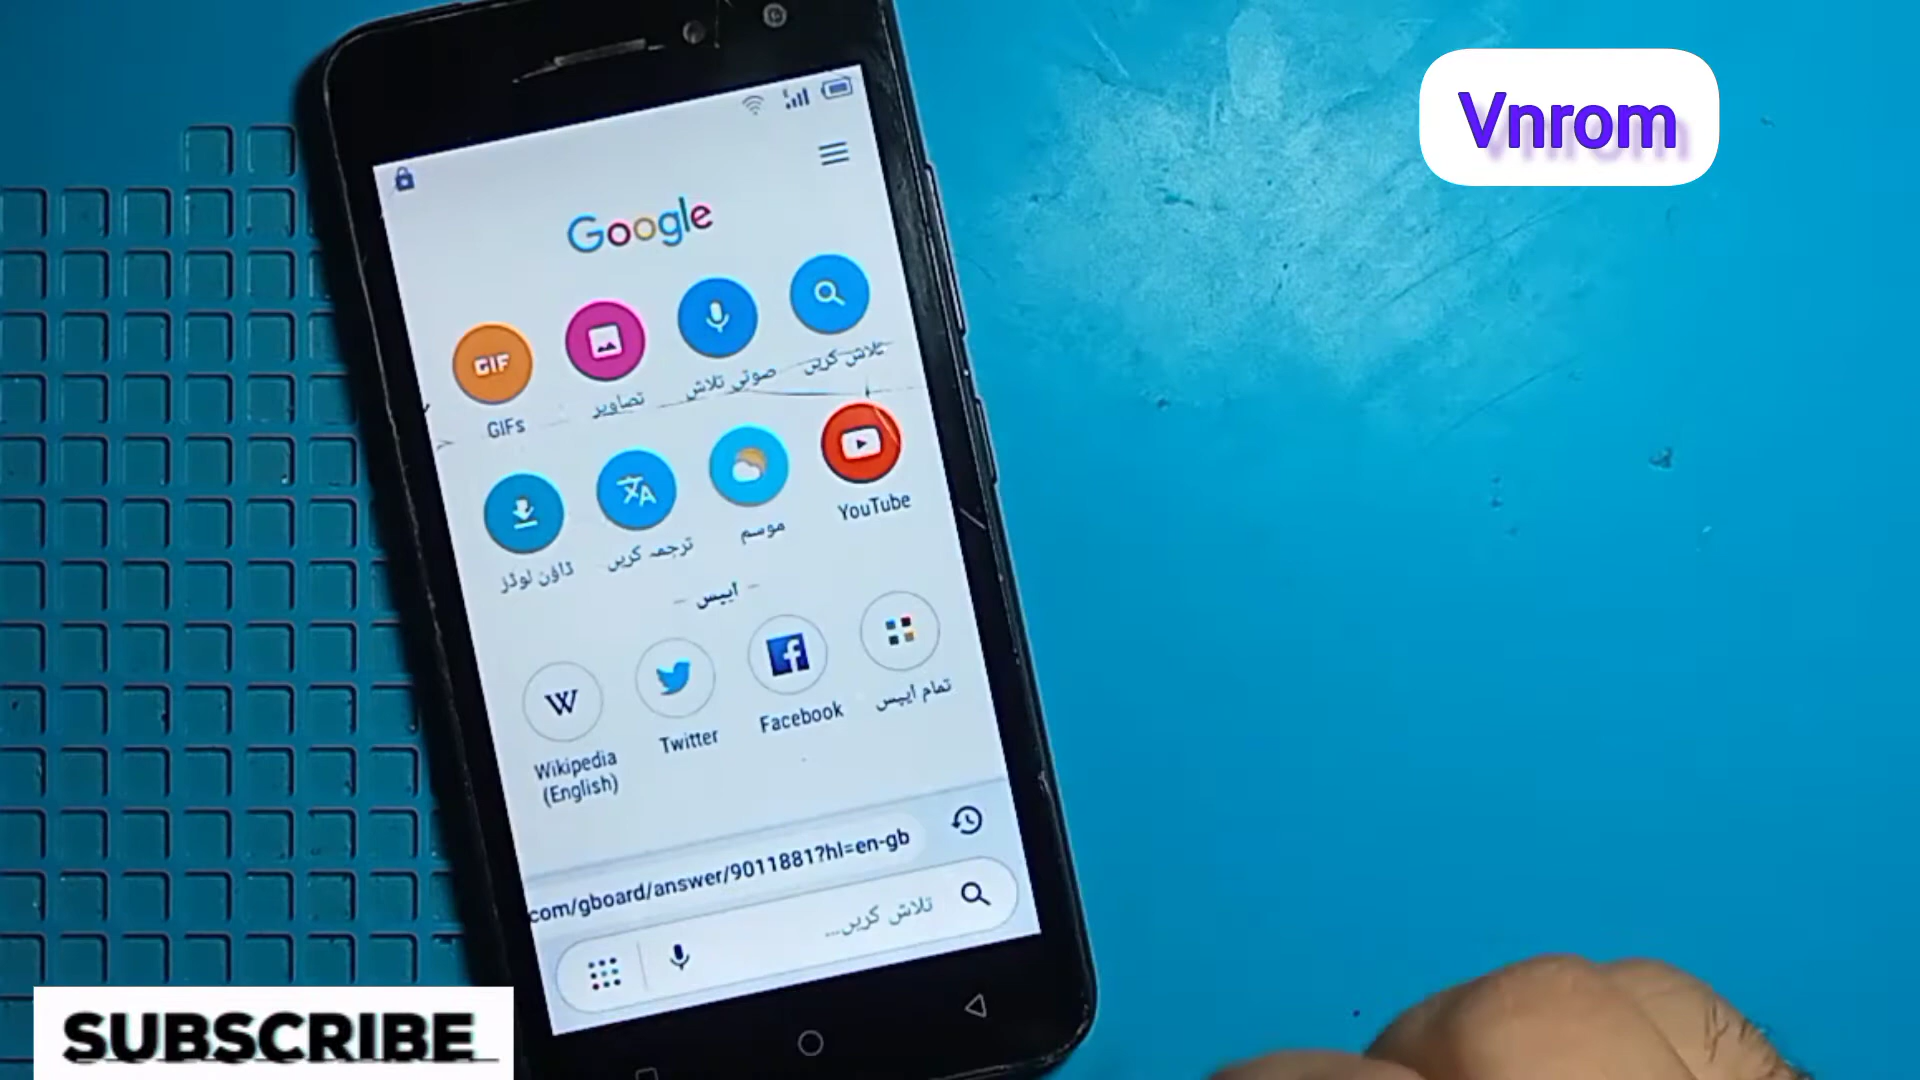 Vnrom
Google
تلاش کریں
صوتی تلاش
تصاویر
GIF
GIFs
YouTube
موسم
ترجمہ کریں
ڈاؤن لوڈز
ایپس
تمام ایپس
Facebook
Twitter
W
Wikipedia
(English)
com/gboard/answer/9011881?hl=en-gb
تلاش کریں...
SUBSCRIBE